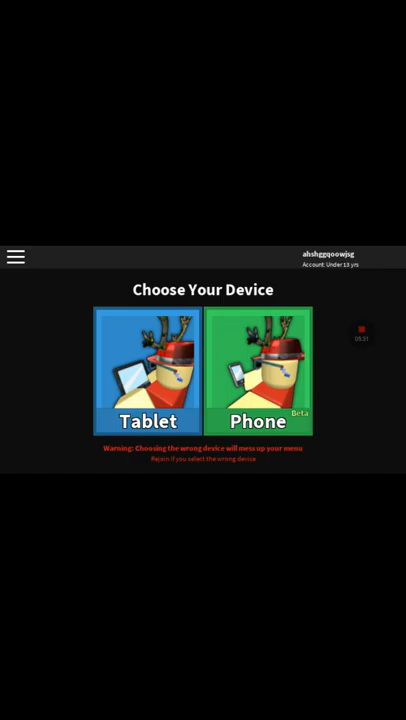 ahshggqoowjsg
Account: Under 13 yrs
Choose Your Device
05:31
Tablet
Phone
Beta
Warning: Choosing the wrong device will mess up your menu
Rejoin if you select the wrong device